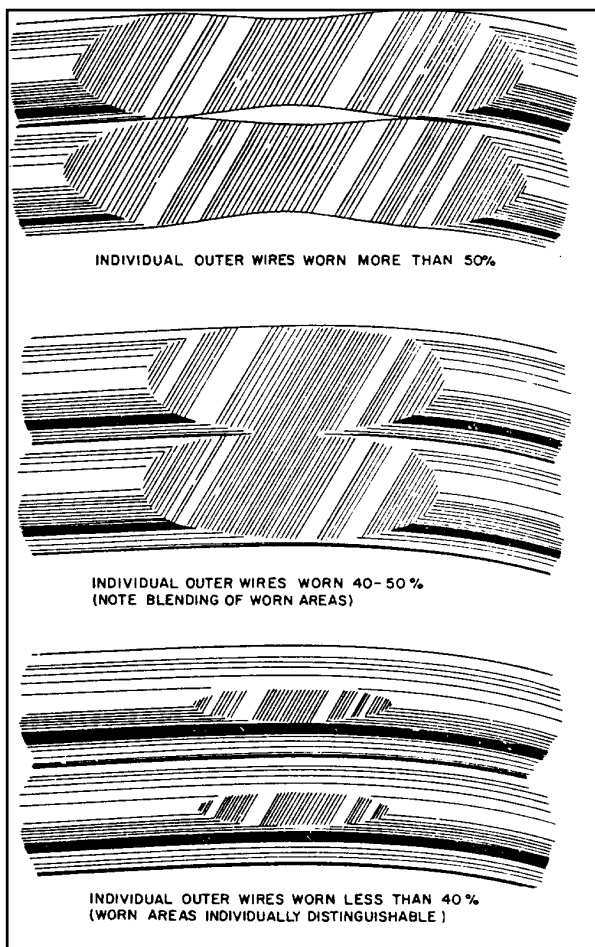 INDIVIDUAL OUTER WIRES WORN MORE THAN 50%
INDIVIDUAL OUTER WIRES WORN 40-50%
(NOTE BLENDING OF WORN AREAS)
INDIVIDUAL OUTER WIRES WORN LESS THAN 40%
(WORN AREAS INDIVIDUALLY DISTINGUISHABLE)